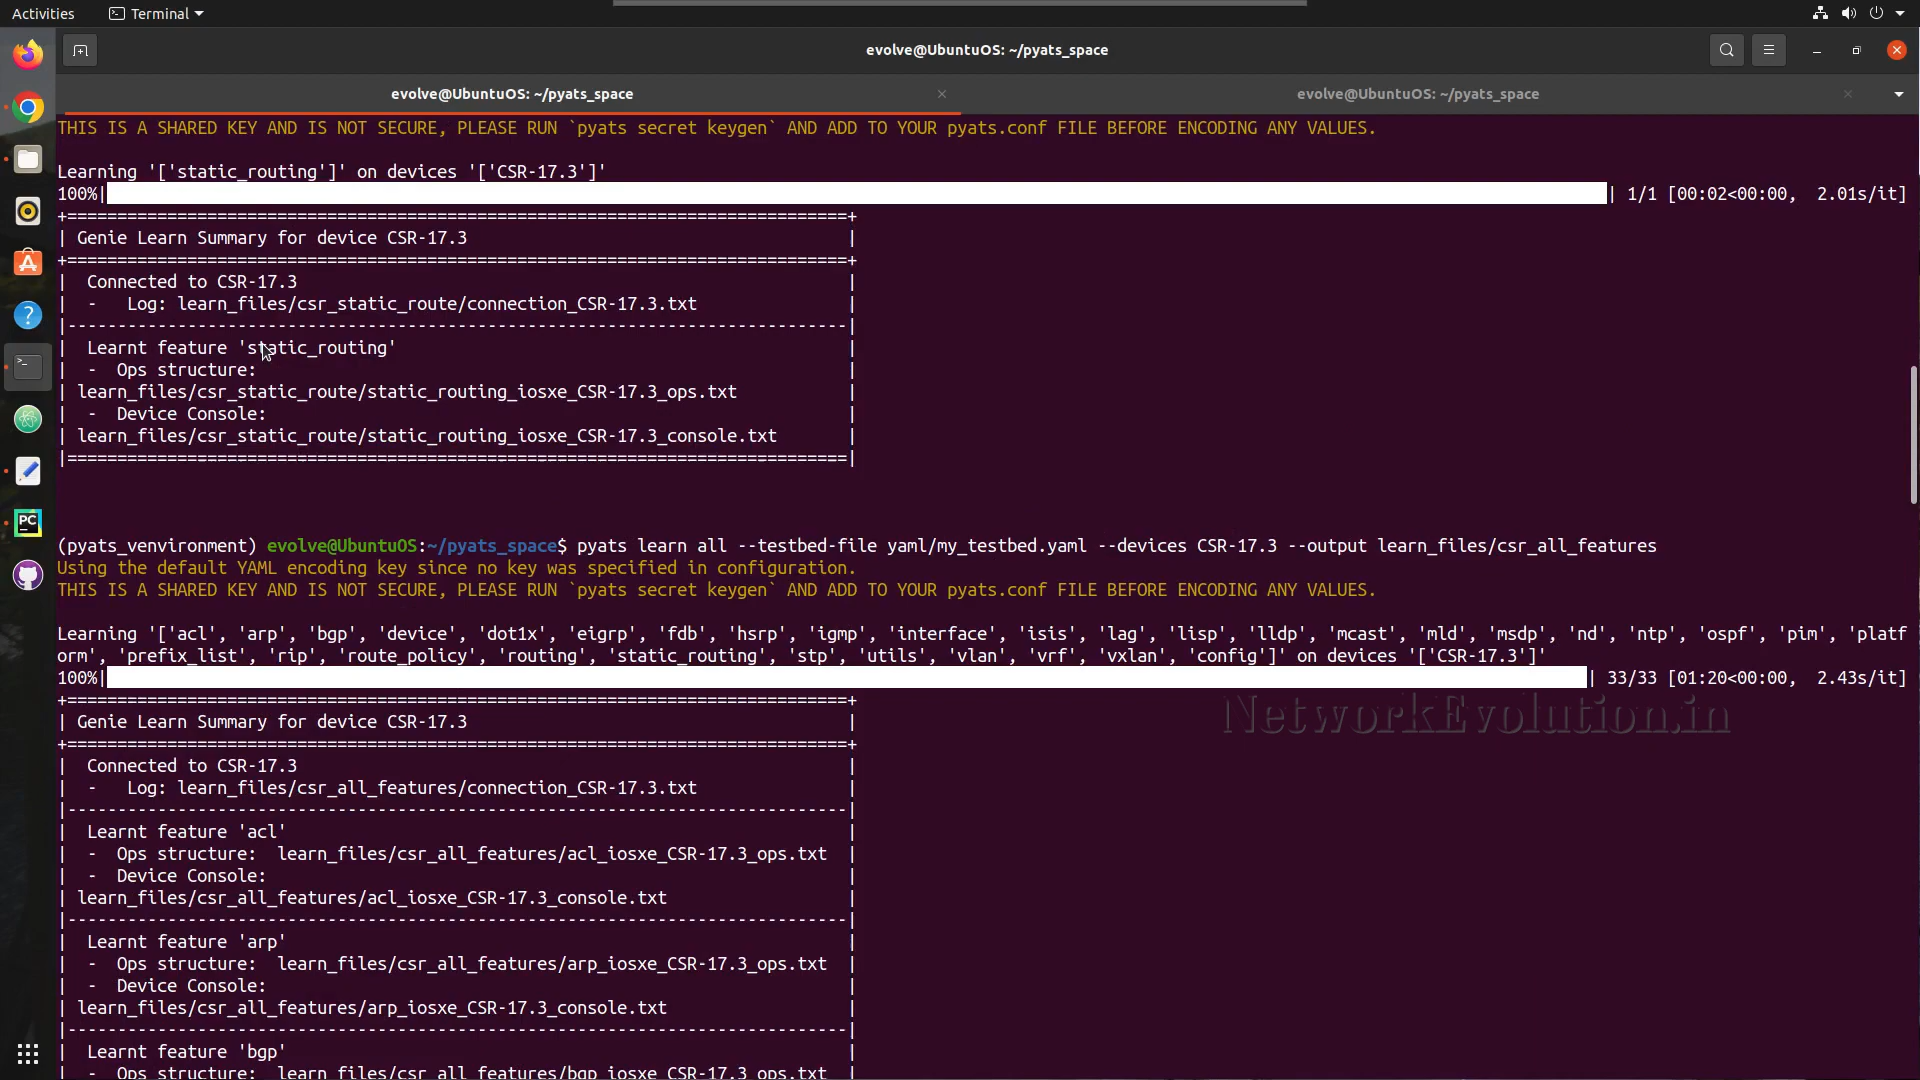 Activities
Terminal
evolve@UbuntuOS: ~/pyats_space
evolve@UbuntuOS: ~/pyats_space
evolve@UbuntuOS: ~/pyats_space
THIS IS A SHARED KEY AND IS NOT SECURE, PLEASE RUN `pyats secret keygen` AND ADD TO YOUR pyats.conf FILE BEFORE ENCODING ANY VALUES.
Learning '['static_routing']' on devices '['CSR-17.3']'
100%| | 1/1 [00:02<00:00,  2.01s/it]
+==============================================================================+
| Genie Learn Summary for device CSR-17.3                                      |
+==============================================================================+
|  Connected to CSR-17.3                                                       |
|  -   Log: learn_files/csr_static_route/connection_CSR-17.3.txt               |
|------------------------------------------------------------------------------|
|  Learnt feature 'static_routing'                                             |
|  -  Ops structure:                                                           |
| learn_files/csr_static_route/static_routing_iosxe_CSR-17.3_ops.txt           |
|  -  Device Console:                                                          |
| learn_files/csr_static_route/static_routing_iosxe_CSR-17.3_console.txt       |
|==============================================================================|
(pyats_venvironment) evolve@UbuntuOS:~/pyats_space$ pyats learn all --testbed-file yaml/my_testbed.yaml --devices CSR-17.3 --output learn_files/csr_all_features
Using the default YAML encoding key since no key was specified in configuration.
THIS IS A SHARED KEY AND IS NOT SECURE, PLEASE RUN `pyats secret keygen` AND ADD TO YOUR pyats.conf FILE BEFORE ENCODING ANY VALUES.
Learning '['acl', 'arp', 'bgp', 'device', 'dot1x', 'eigrp', 'fdb', 'hsrp', 'igmp', 'interface', 'isis', 'lag', 'lisp', 'lldp', 'mcast', 'mld', 'msdp', 'nd', 'ntp', 'ospf', 'pim', 'platf
orm', 'prefix_list', 'rip', 'route_policy', 'routing', 'static_routing', 'stp', 'utils', 'vlan', 'vrf', 'vxlan', 'config']' on devices '['CSR-17.3']'
100%| | 33/33 [01:20<00:00,  2.43s/it]
+==============================================================================+
| Genie Learn Summary for device CSR-17.3                                      |
NetworkEvolution.in
+==============================================================================+
|  Connected to CSR-17.3                                                       |
|  -   Log: learn_files/csr_all_features/connection_CSR-17.3.txt               |
|------------------------------------------------------------------------------|
|  Learnt feature 'acl'                                                        |
|  -  Ops structure:  learn_files/csr_all_features/acl_iosxe_CSR-17.3_ops.txt  |
|  -  Device Console:                                                          |
| learn_files/csr_all_features/acl_iosxe_CSR-17.3_console.txt                  |
|------------------------------------------------------------------------------|
|  Learnt feature 'arp'                                                        |
|  -  Ops structure:  learn_files/csr_all_features/arp_iosxe_CSR-17.3_ops.txt  |
|  -  Device Console:                                                          |
| learn_files/csr_all_features/arp_iosxe_CSR-17.3_console.txt                  |
|------------------------------------------------------------------------------|
|  Learnt feature 'bgp'                                                        |
|  -  Ops structure:  learn_files/csr_all_features/bgp_iosxe_CSR-17.3_ops.txt  |